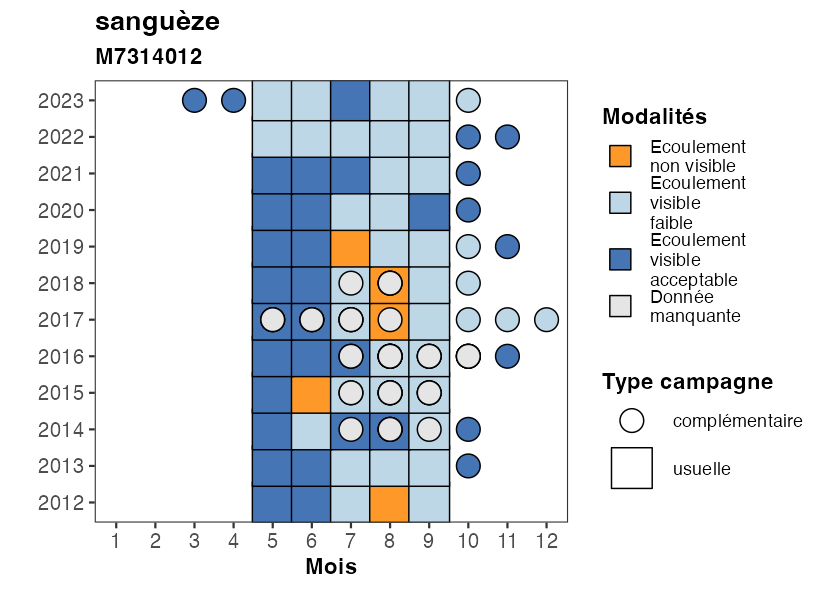 sanguèze
M7314012
2023
2022
2021
2020
2019
2018
2017
2016
2015
2014
2013
2012
1 2 3 4 5 6 7 8 9 10 11 12
Mois
Modalités
Ecoulement
non visible
Ecoulement
visible
faible
Ecoulement
visible
acceptable
Donnée
manquante
Type campagne
complémentaire
usuelle